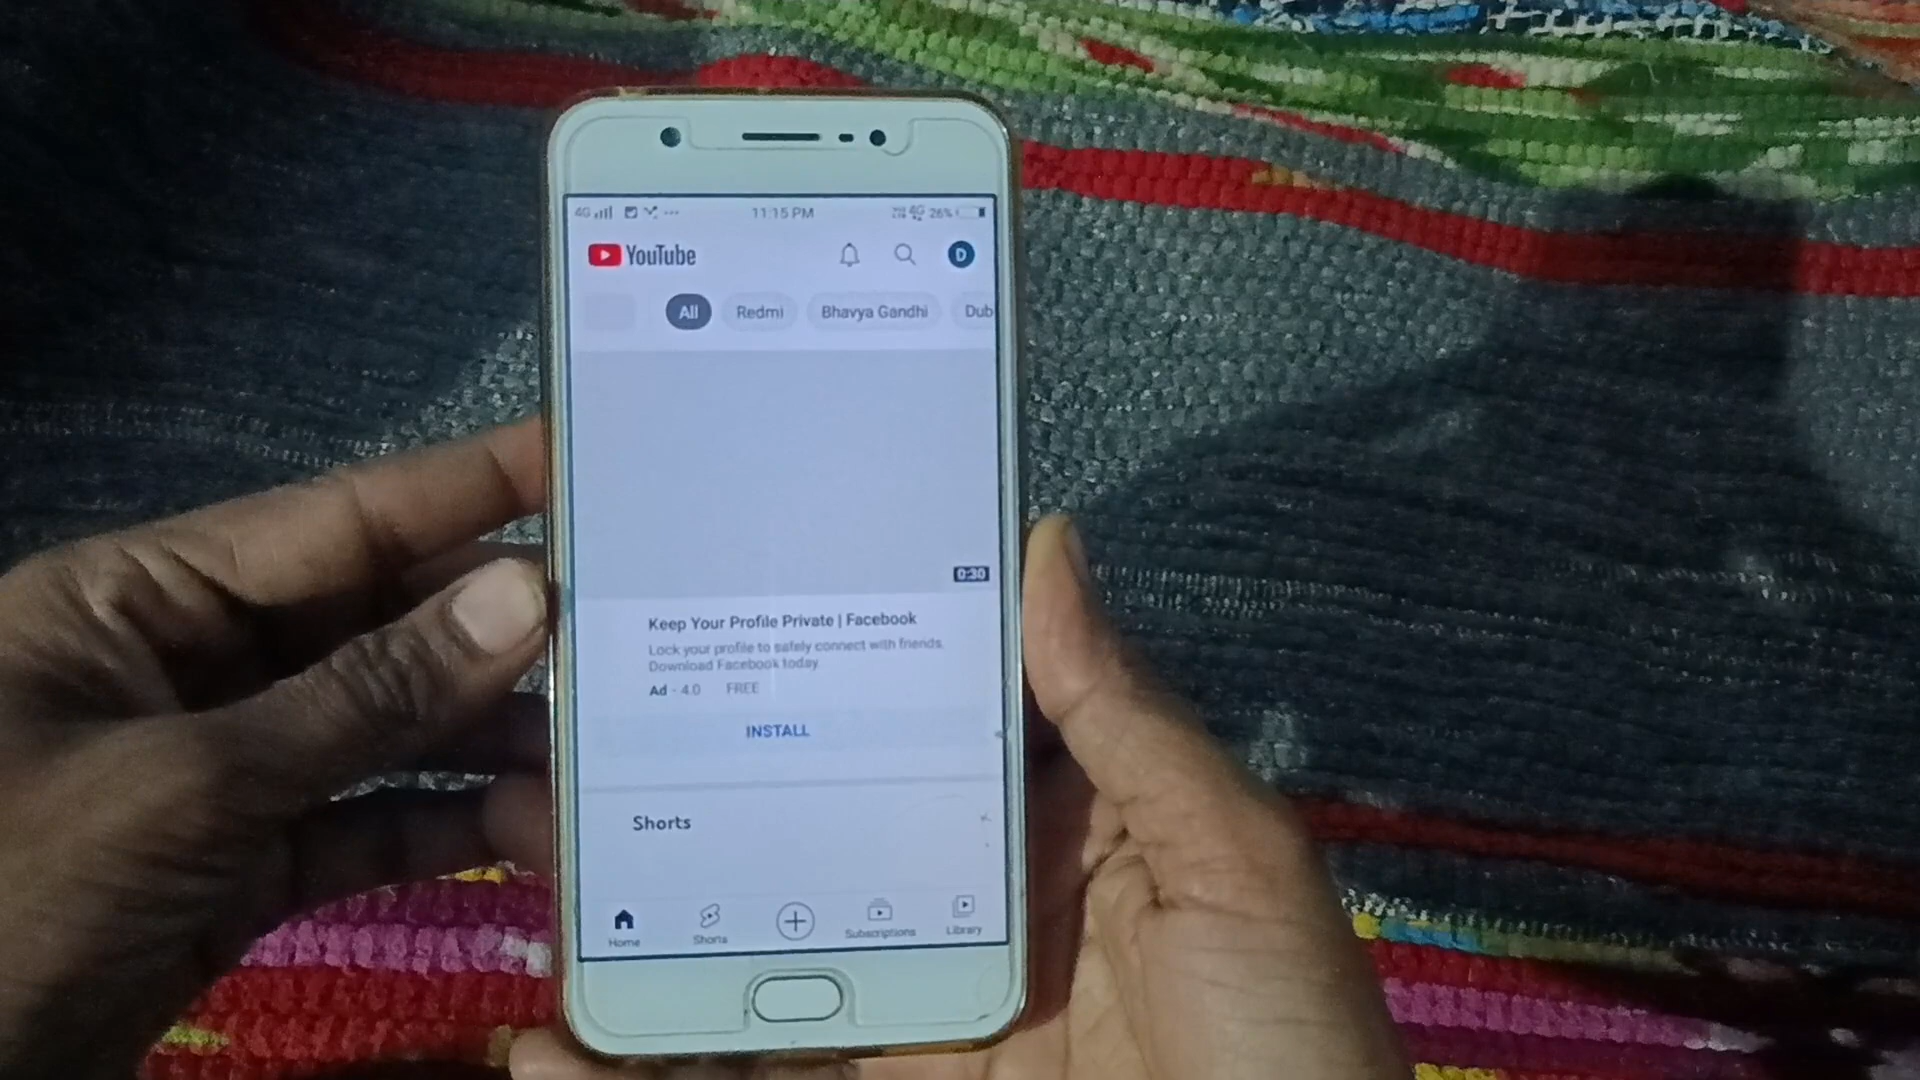 4G 11:15 PM 4G 26%
YouTube D
All Redmi Bhavya Gandhi Dub
0:30
Keep Your Profile Private | Facebook
Lock your profile to safely connect with friends.
Download Facebook today.
Ad · 4.0 FREE
INSTALL
Shorts
Home Shorts Subscriptions Library